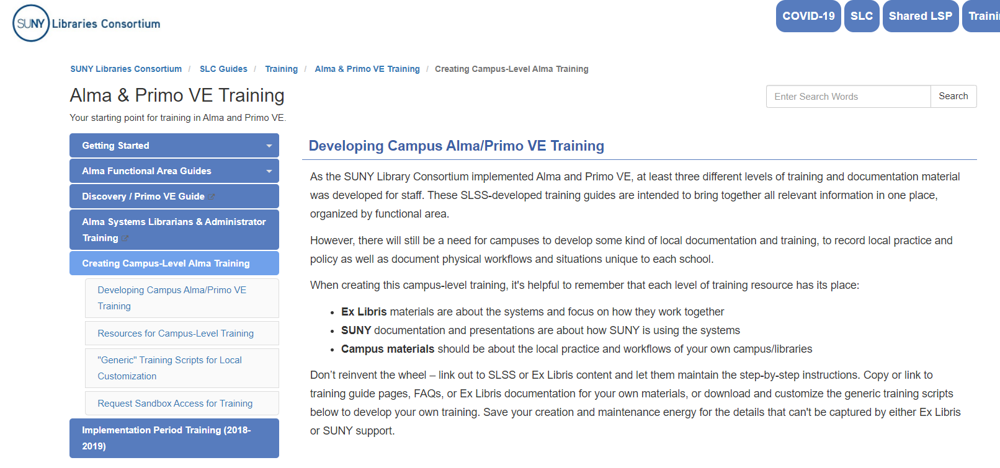 SUNY Libraries Consortium
COVID-19
SLC
Shared LSP
SUNY Libraries Consortium / SLC Guides / Training / Alma & Primo VE Training / Creating Campus-Level Alma Training
Alma & Primo VE Training
Enter Search Words
Search
Your starting point for training in Alma and Primo VE.
Getting Started
Alma Functional Area Guides
Discovery / Primo VE Guide
Alma Systems Librarians & Administrator
Training
Creating Campus-Level Alma Training
Developing Campus Alma/Primo VE
Training
Resources for Campus-Level Training
"Generic" Training Scripts for Local
Customization
Request Sandbox Access for Training
Implementation Period Training (2018-
2019)
Developing Campus Alma/Primo VE Training
As the SUNY Library Consortium implemented Alma and Primo VE, at least three different levels of training and documentation material
was developed for staff. These SLSS-developed training guides are intended to bring together all relevant information in one place,
organized by functional area.
However, there will still be a need for campuses to develop some kind of local documentation and training, to record local practice and
policy as well as document physical workflows and situations unique to each school.
When creating this campus-level training, it's helpful to remember that each level of training resource has its place:
• Ex Libris materials are about the systems and focus on how they work together
• SUNY documentation and presentations are about how SUNY is using the systems
• Campus materials should be about the local practice and workflows of your own campus/libraries
Don’t reinvent the wheel – link out to SLSS or Ex Libris content and let them maintain the step-by-step instructions. Copy or link to
training guide pages, FAQs, or Ex Libris documentation for your own materials, or download and customize the generic training scripts
below to develop your own training. Save your creation and maintenance energy for the details that can't be captured by either Ex Libris
or SUNY support.